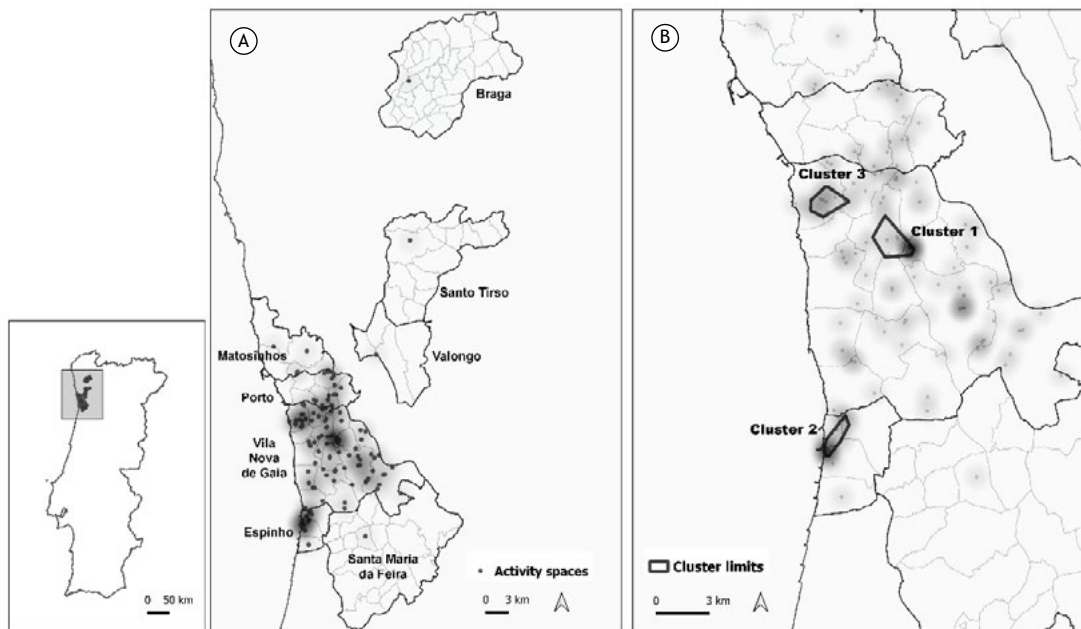 A
Braga
Santo Tirso
Matosinhos
Valongo
Porto
Vila
Nova
de Gaia
Espinho
Santa Maria
da Feira
Activity spaces
0 3 km
0 50 km
B
Cluster 3
Cluster 1
Cluster 2
Cluster limits
0 3 km